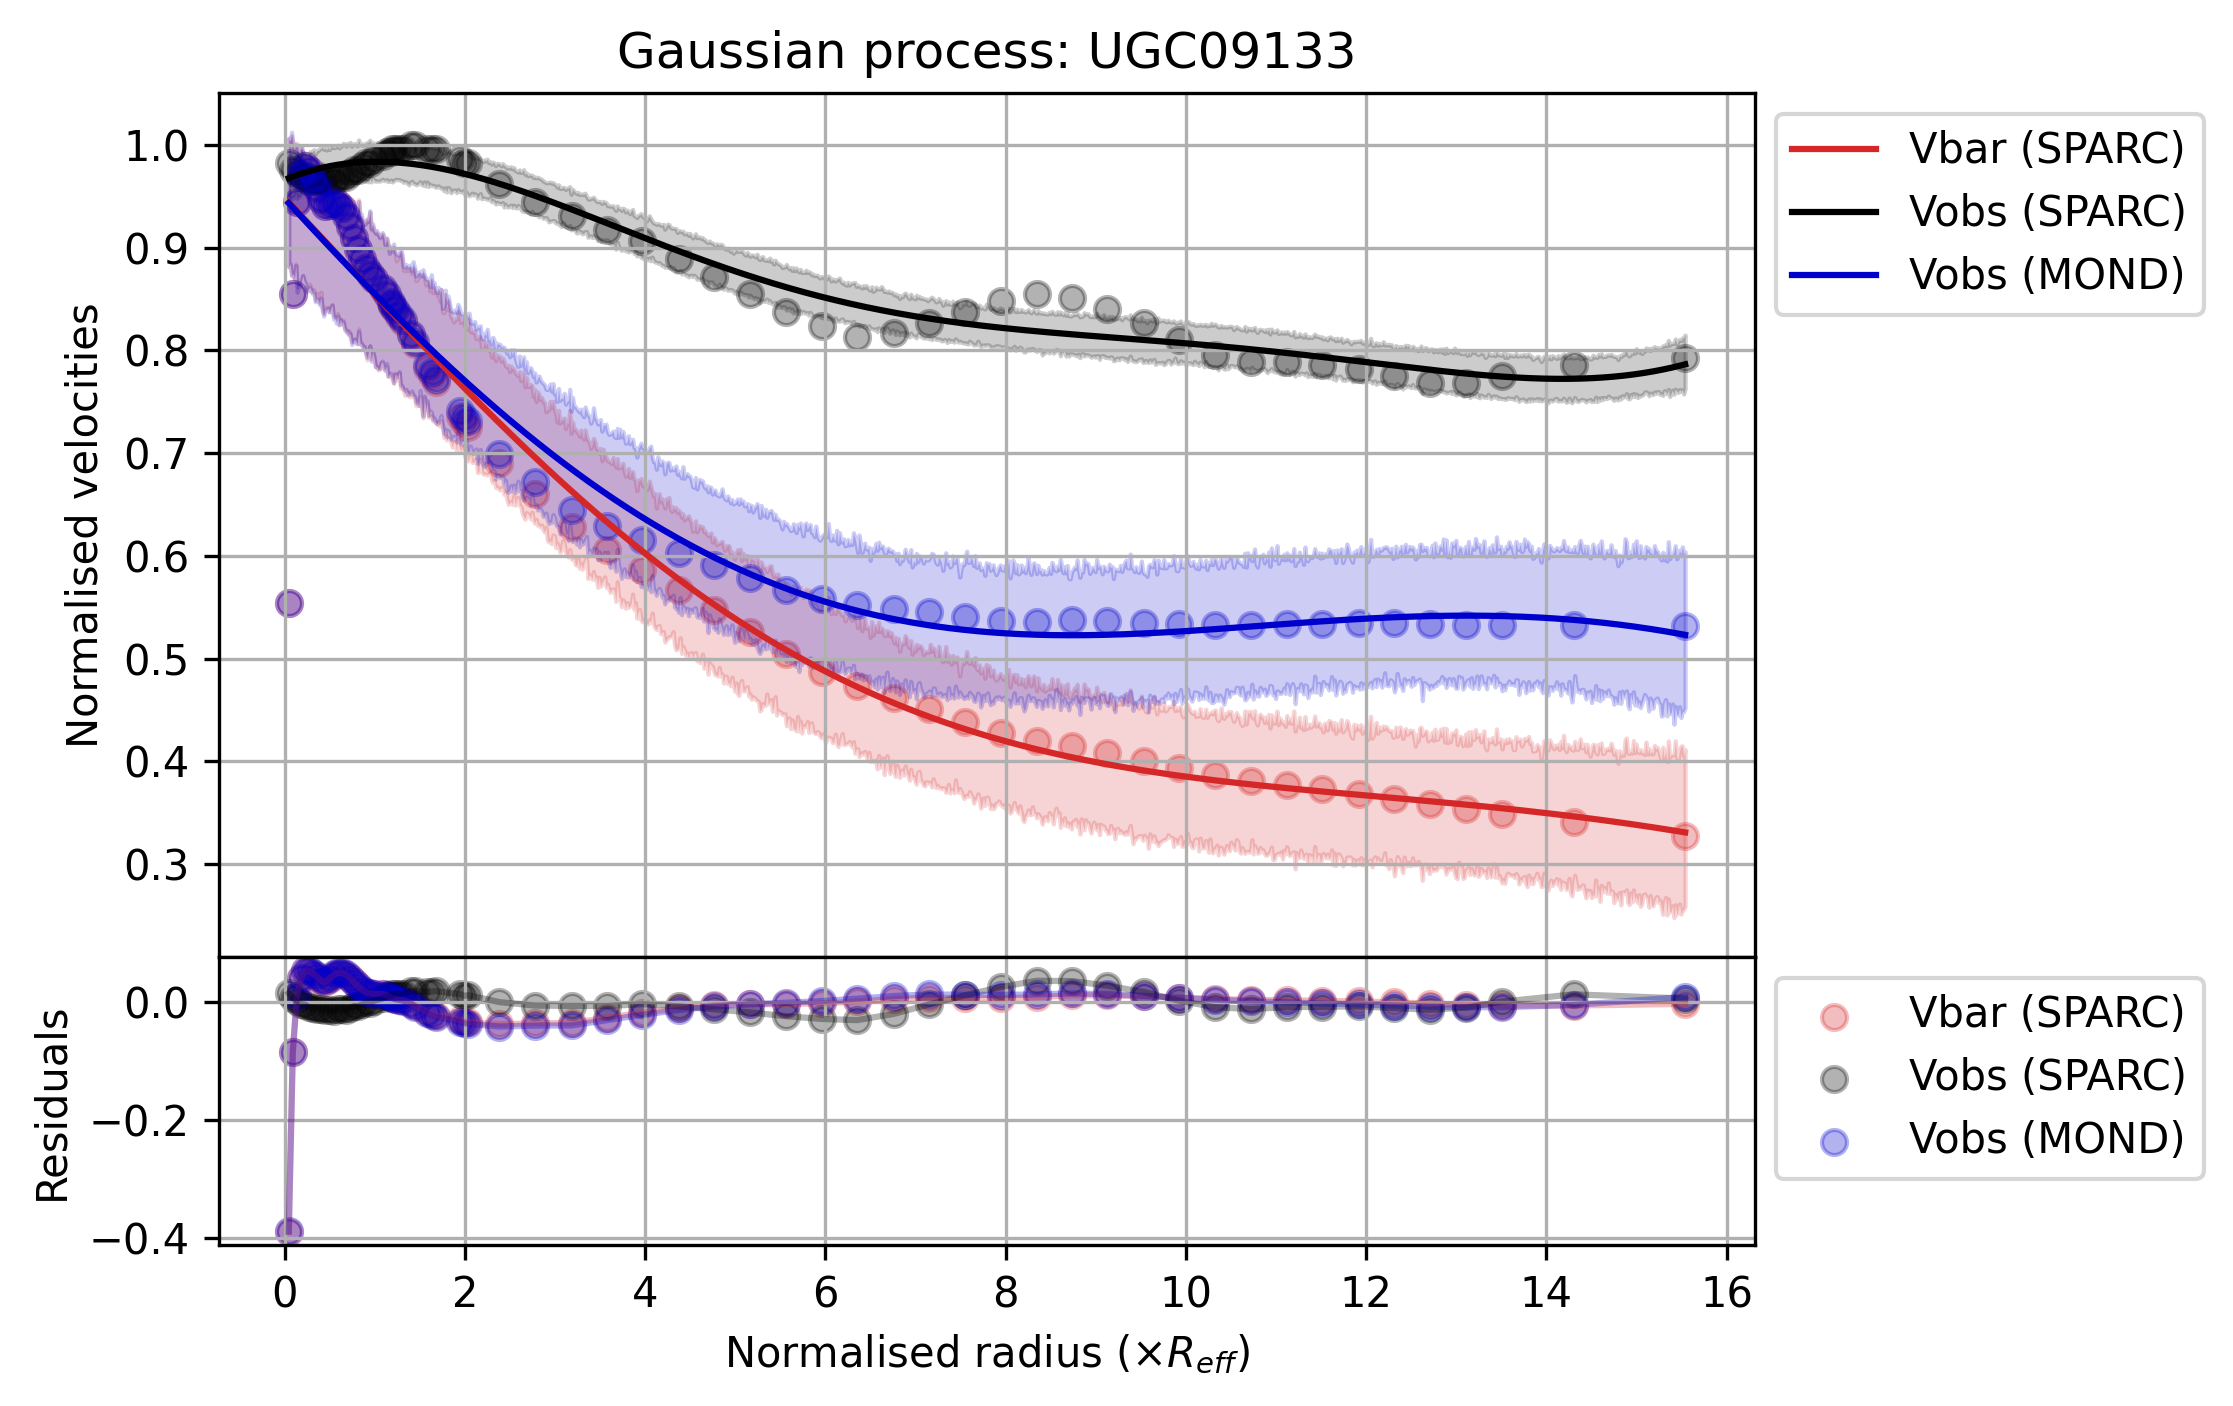 Gaussian process: UGC09133
Normalised velocities
1.0
0.9
0.8
0.7
0.6
0.5
0.4
0.3
Vbar (SPARC)
Vobs (SPARC)
Vobs (MOND)
Residuals
0.0
−0.2
−0.4
Vbar (SPARC)
Vobs (SPARC)
Vobs (MOND)
0 2 4 6 8 10 12 14 16
Normalised radius (×R_eff)